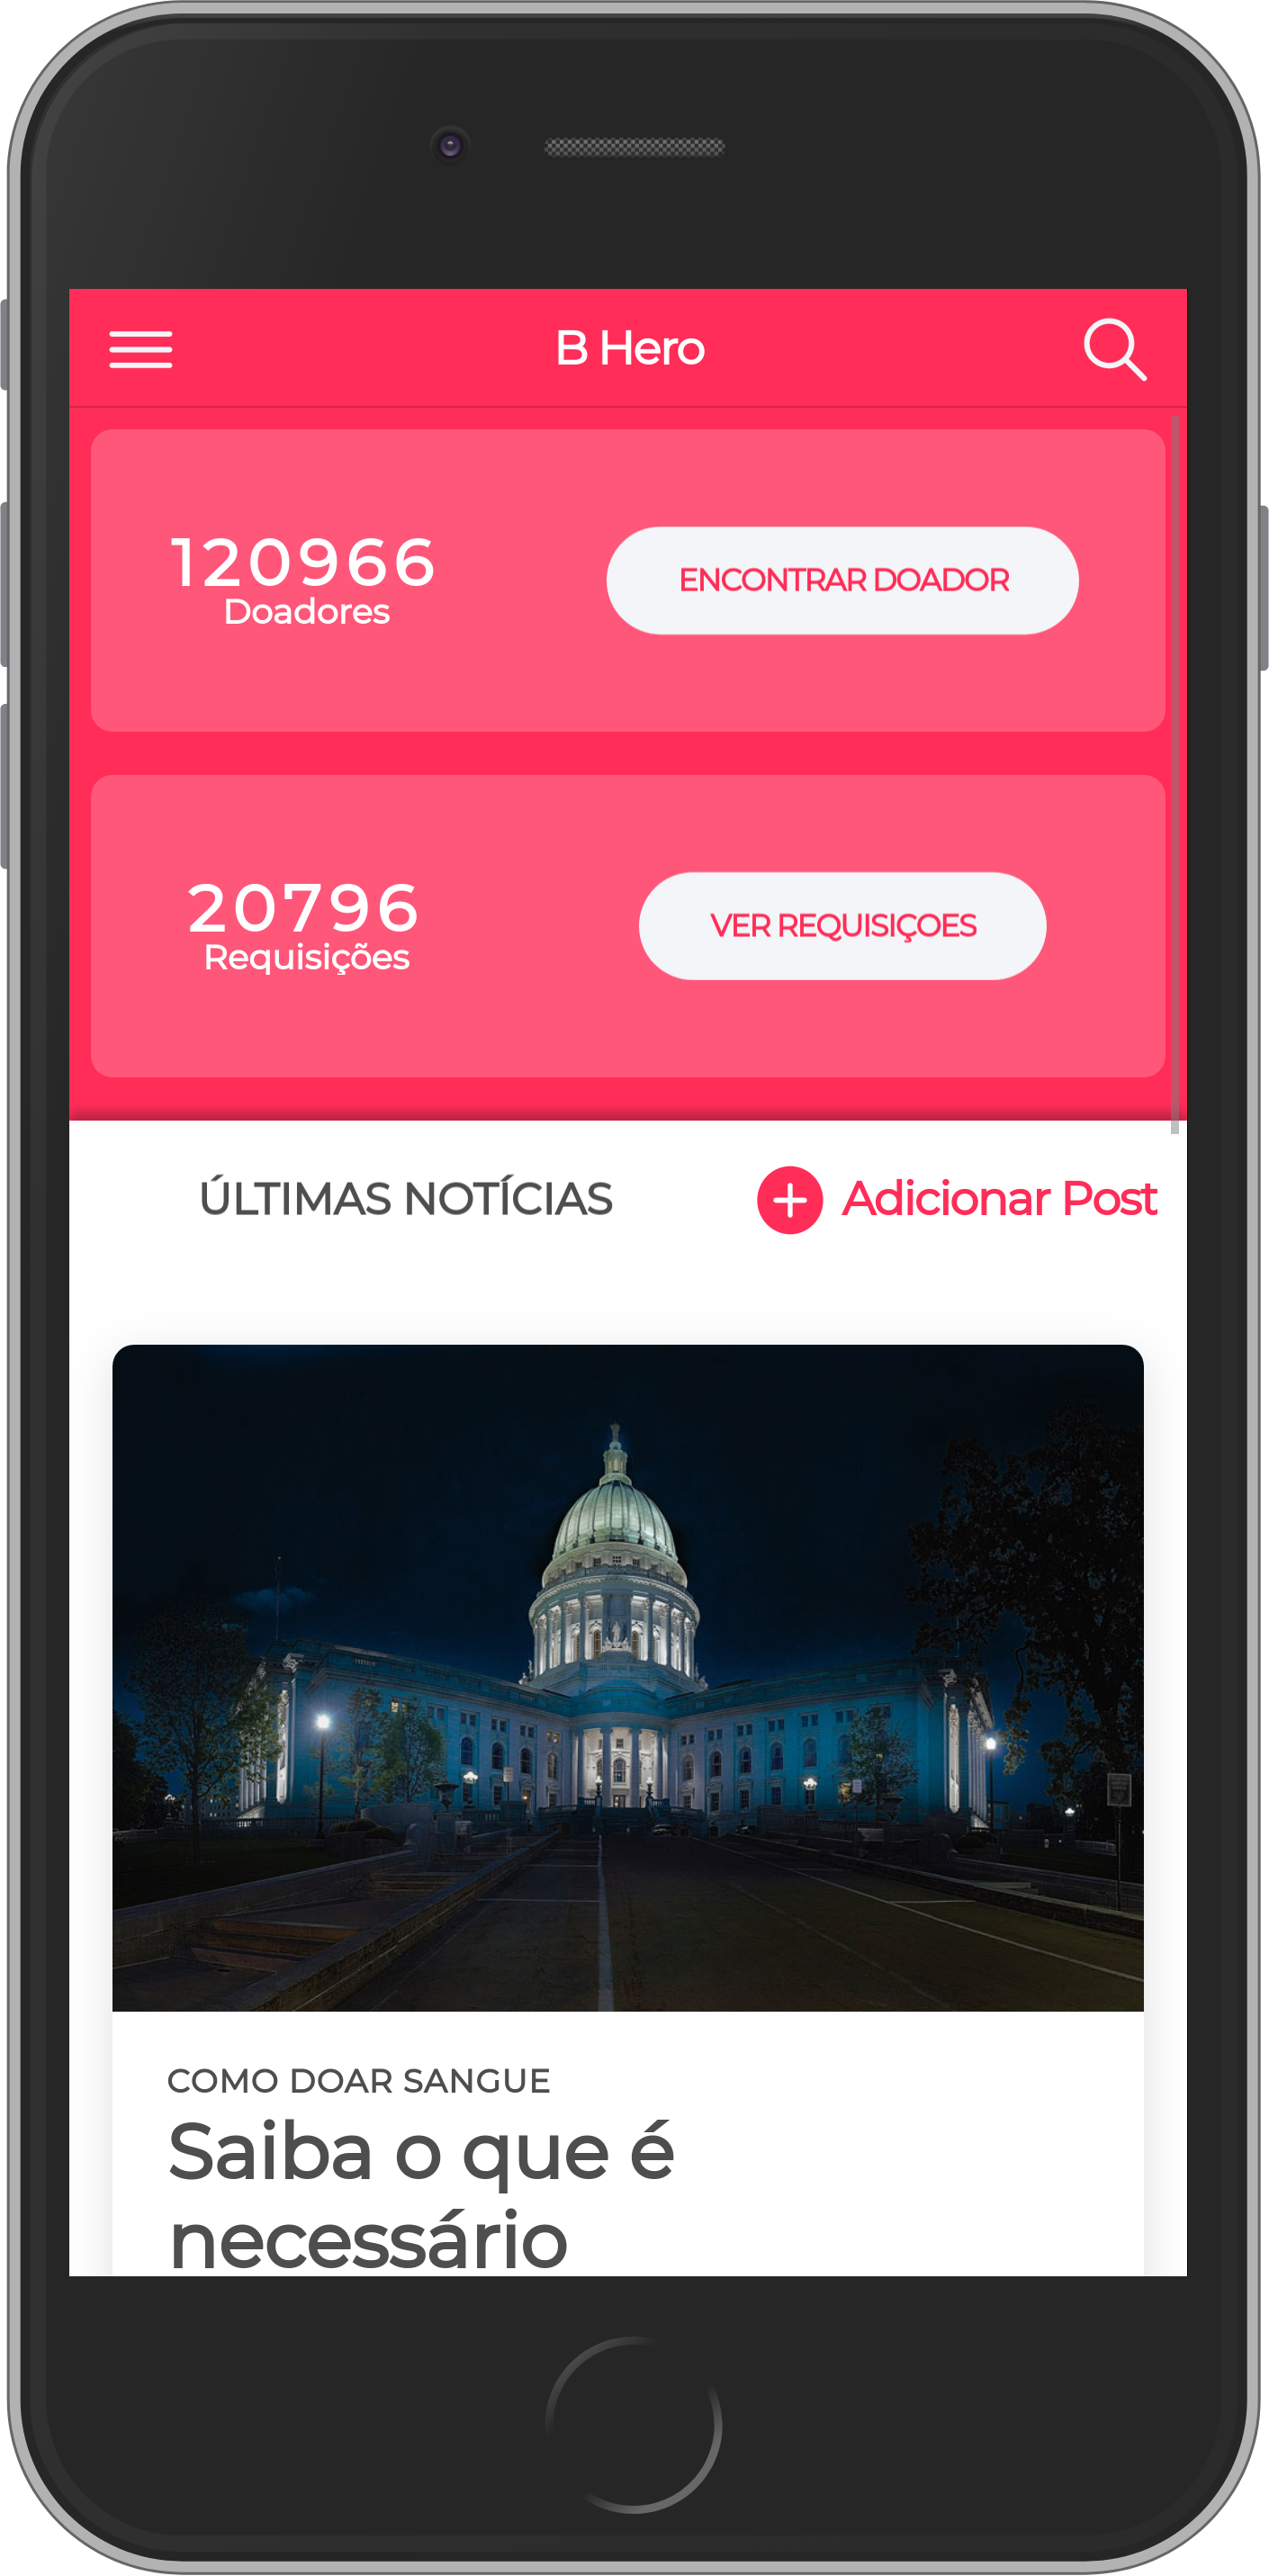 B Hero
120966
Doadores
ENCONTRAR DOADOR
20796
Requisições
VER REQUISIÇOES
ÚLTIMAS NOTÍCIAS
Adicionar Post
COMO DOAR SANGUE
Saiba o que é
necessário